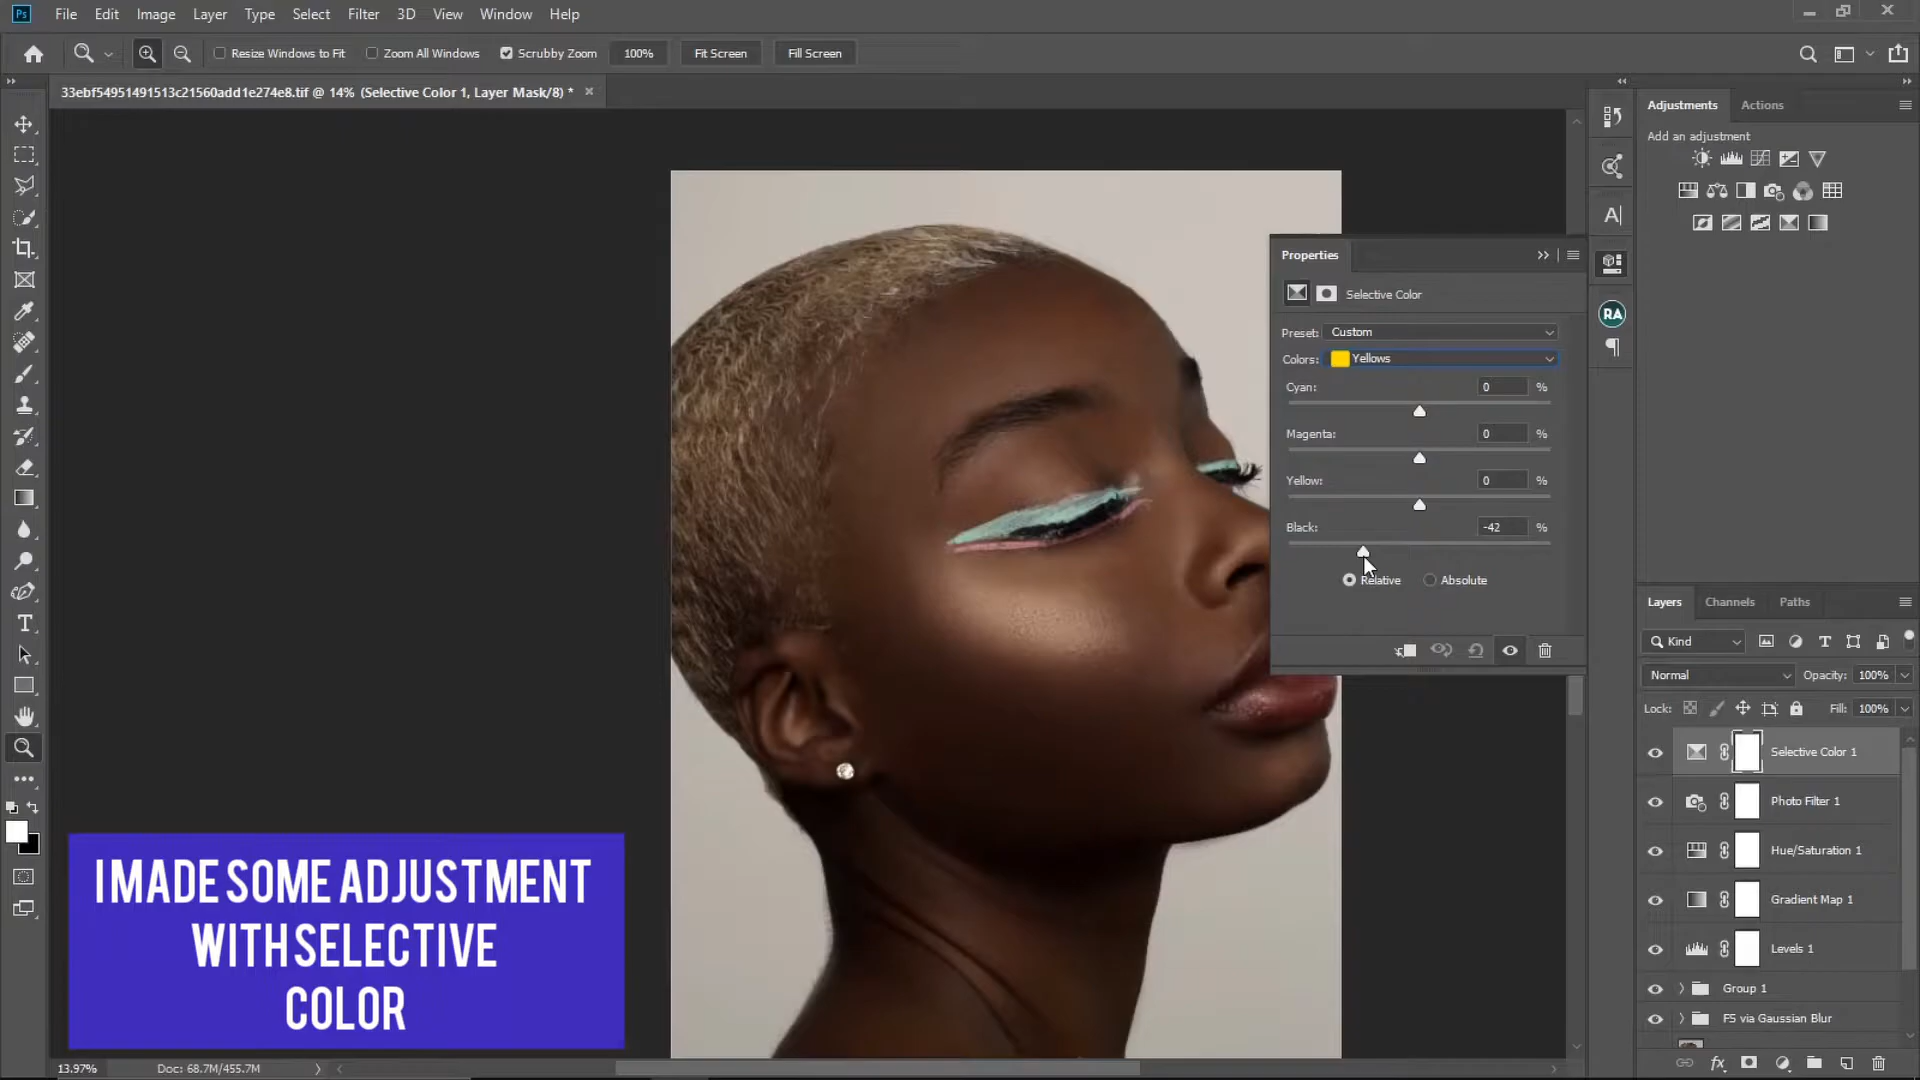 Ps File Edit Image Layer Type Select Filter 3D View Window Help
Resize Windows to Fit Zoom All Windows Scrubby Zoom 100% Fit Screen Fill Screen
33ebf54951491513c21560add1e274e8.tif @ 14% (Selective Color 1, Layer Mask/8) *
Adjustments Actions
Add an adjustment
Properties
Selective Color
Preset: Custom
Colors: Yellows
Cyan: 0 %
Magenta: 0 %
Yellow: 0 %
Black: -42 %
Relative Absolute
RA
Layers Channels Paths
Kind
Normal Opacity: 100%
Lock: Fill: 100%
Selective Color 1
Photo Filter 1
Hue/Saturation 1
Gradient Map 1
Levels 1
Group 1
FS via Gaussian Blur
I MADE SOME ADJUSTMENT
WITH SELECTIVE
COLOR
13.97% Doc: 68.7M/455.7M